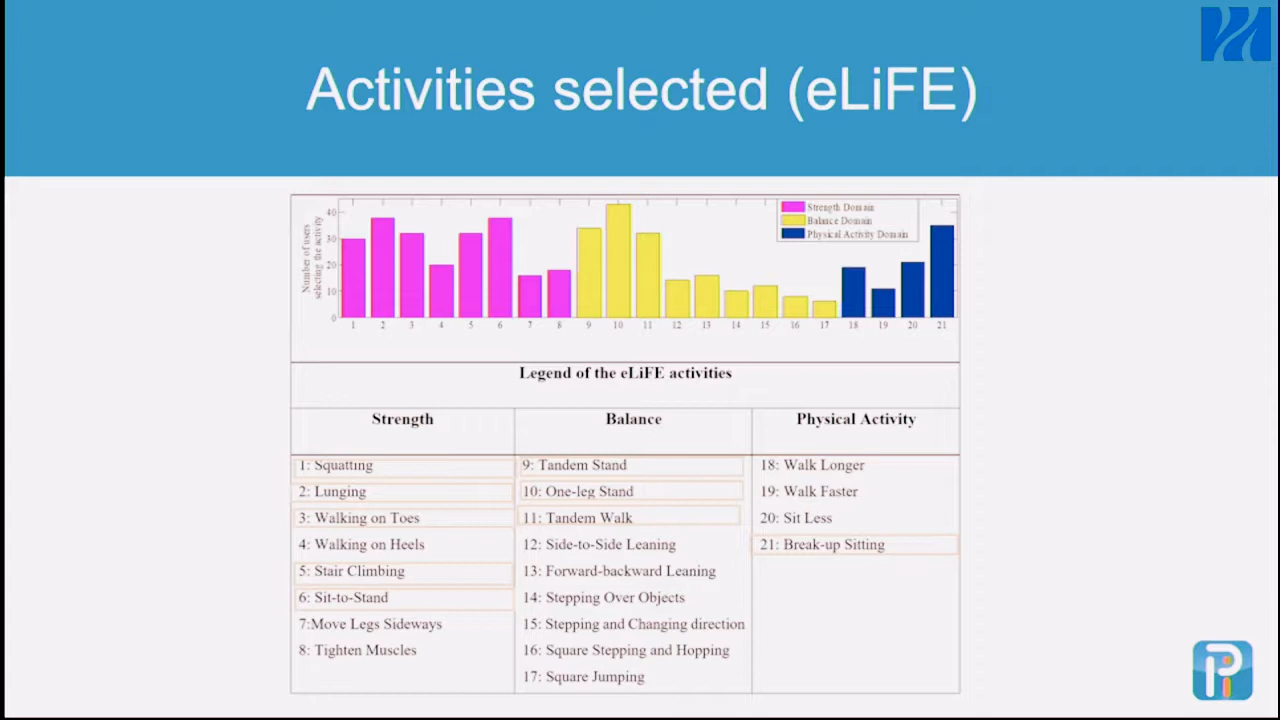 Activities selected (eLiFE)
Number of users
selecting the activity
40
30
20
10
0
Strength Domain
Balance Domain
Physical Activity Domain
1 2 3 4 5 6 7 8 9 10 11 12 13 14 15 16 17 18 19 20 21
Legend of the eLiFE activities
Strength Balance Physical Activity
1: Squatting 9: Tandem Stand 18: Walk Longer
2: Lunging 10: One-leg Stand 19: Walk Faster
3: Walking on Toes 11: Tandem Walk 20: Sit Less
4: Walking on Heels 12: Side-to-Side Leaning 21: Break-up Sitting
5: Stair Climbing 13: Forward-backward Leaning
6: Sit-to-Stand 14: Stepping Over Objects
7:Move Legs Sideways 15: Stepping and Changing direction
8: Tighten Muscles 16: Square Stepping and Hopping
17: Square Jumping